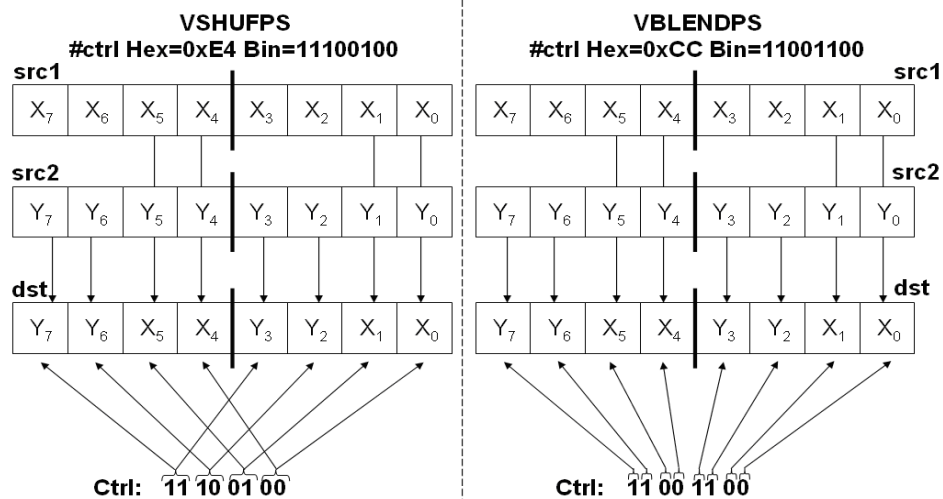 VSHUFPS
#ctrl Hex=0xE4 Bin=11100100
src1
X7 X6 X5 X4 X3 X2 X1 X0
src2
Y7 Y6 Y5 Y4 Y3 Y2 Y1 Y0
dst
Y7 Y6 X5 X4 Y3 Y2 X1 X0
Ctrl: 11 10 01 00
VBLENDPS
#ctrl Hex=0xCC Bin=11001100
src1
X7 X6 X5 X4 X3 X2 X1 X0
src2
Y7 Y6 Y5 Y4 Y3 Y2 Y1 Y0
dst
Y7 Y6 X5 X4 Y3 Y2 X1 X0
Ctrl: 11 00 11 00